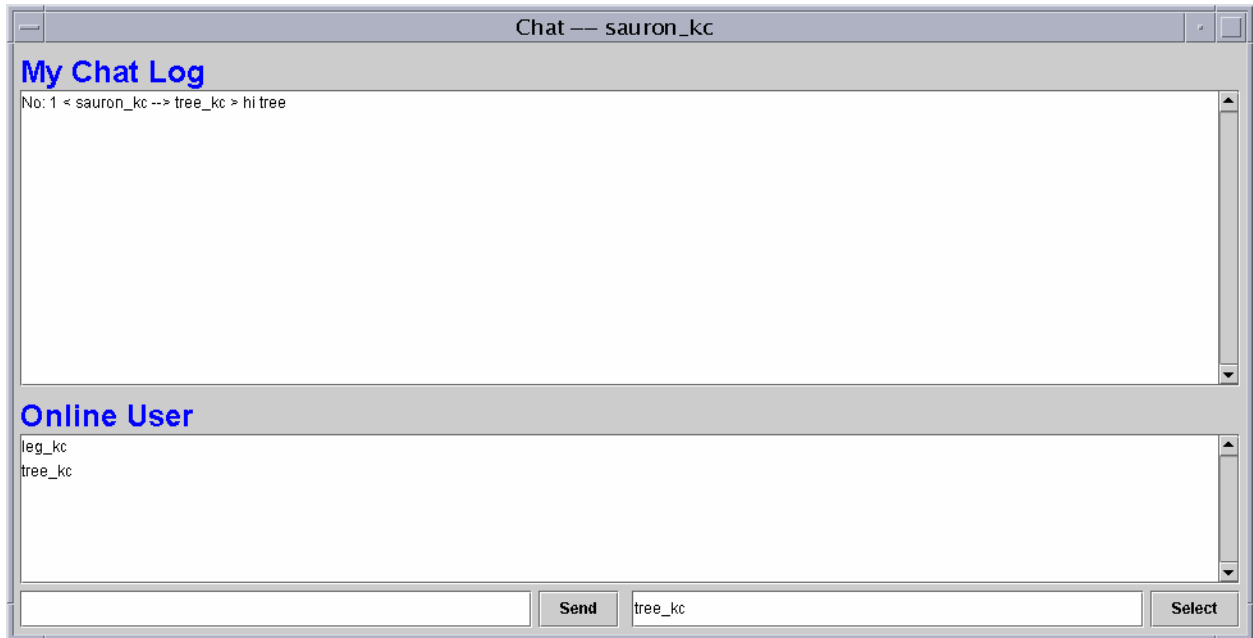 Chat — sauron_kc
My Chat Log
No: 1 < sauron_kc --> tree_kc > hi tree
Online User
leg_kc
tree_kc
Send tree_kc Select